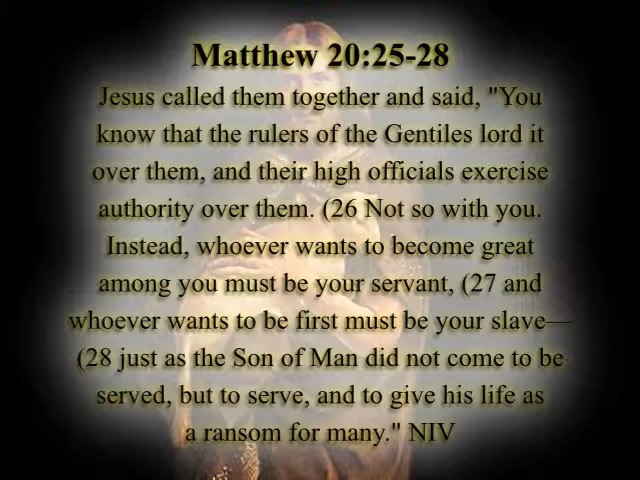 Matthew 20:25-28
Jesus called them together and said, "You
know that the rulers of the Gentiles lord it
over them, and their high officials exercise
authority over them. (26 Not so with you.
Instead, whoever wants to become great
among you must be your servant, (27 and
whoever wants to be first must be your slave—
(28 just as the Son of Man did not come to be
served, but to serve, and to give his life as
a ransom for many." NIV